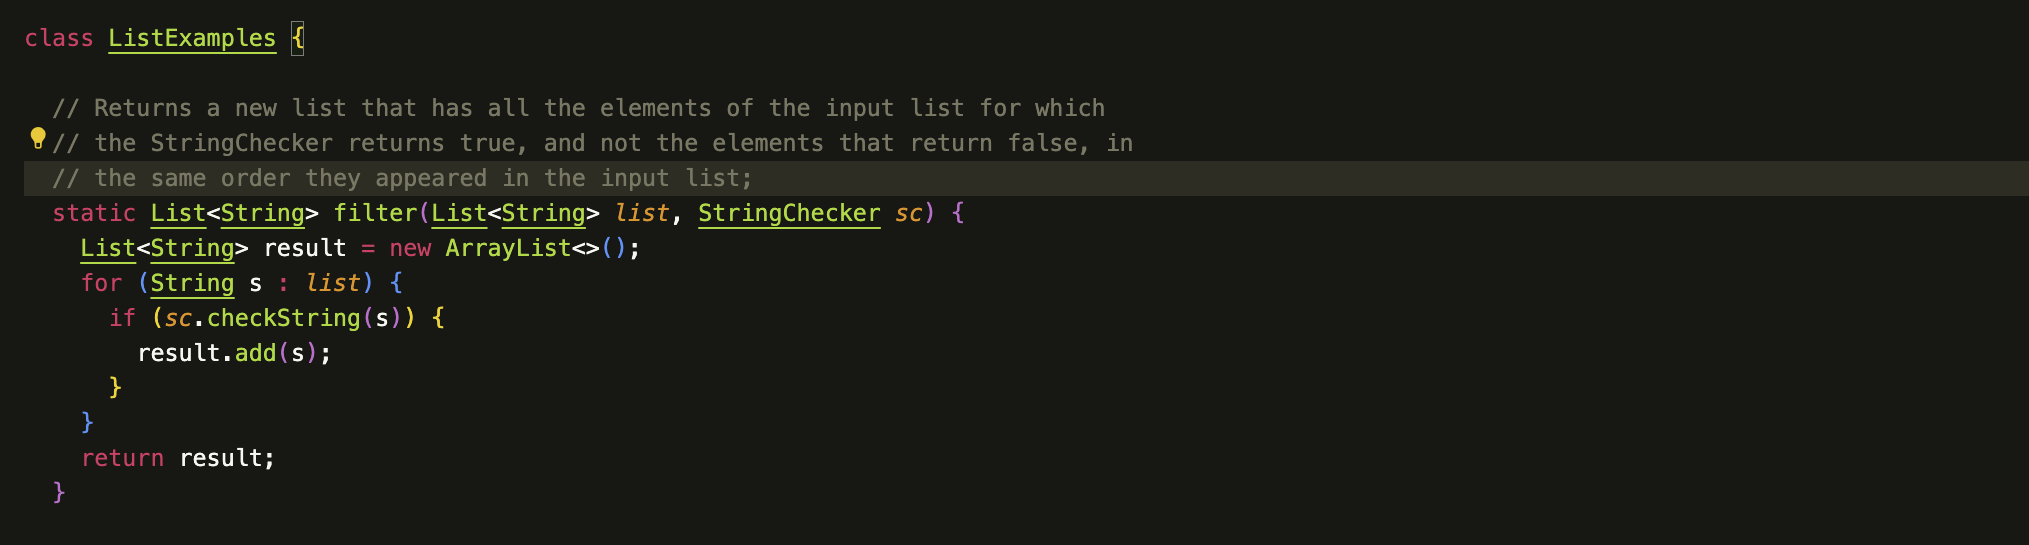 class ListExamples {
// Returns a new list that has all the elements of the input list for which
// the StringChecker returns true, and not the elements that return false, in
// the same order they appeared in the input list;
static List<String> filter(List<String> list, StringChecker sc) {
List<String> result = new ArrayList<>();
for (String s : list) {
if (sc.checkString(s)) {
result.add(s);
}
}
return result;
}